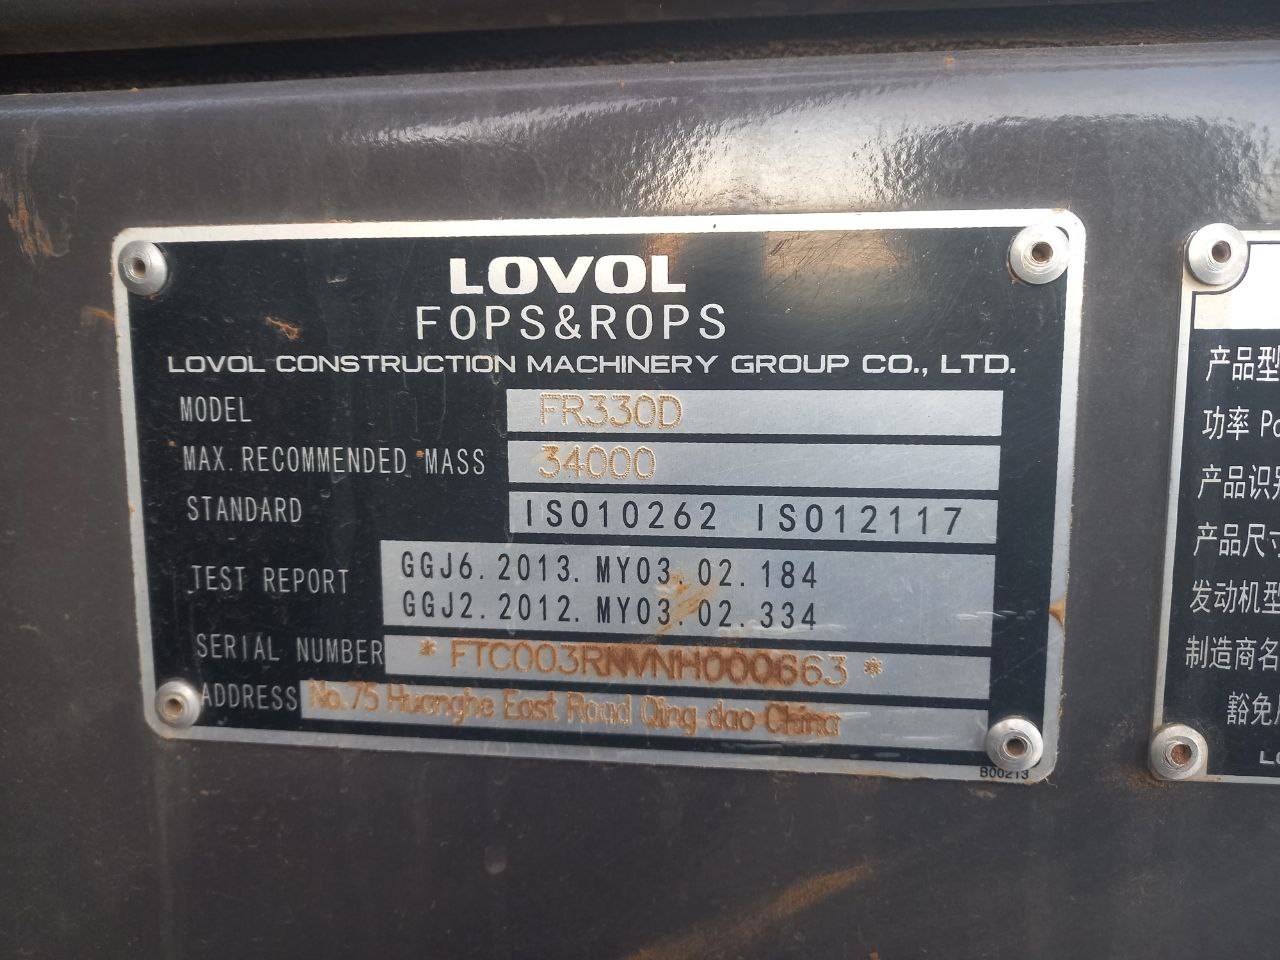 LOVOL
FOPS&ROPS
LOVOL CONSTRUCTION MACHINERY GROUP CO., LTD.
MODEL FR330D
MAX. RECOMMENDED MASS 34000
STANDARD ISO10262 ISO12117
TEST REPORT GGJ6.2013.MY03.02.184
GGJ2.2012.MY03.02.334
SERIAL NUMBER * FTC003RNVNH000663 *
ADDRESS No.75 Huanghe East Road Qing dao China
B00213
产品型
功率 Po
产品识别
产品尺寸
发动机型
制造商名
豁免